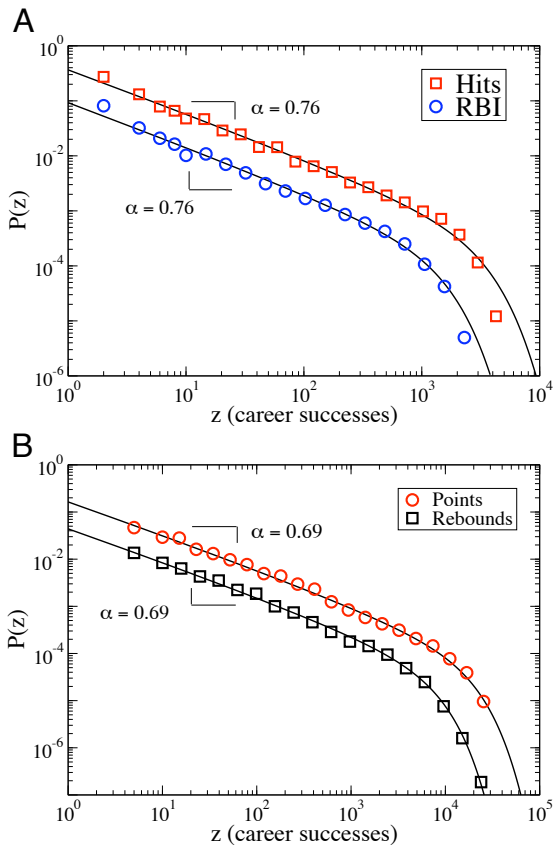 A
10^0
Hits
RBI
α = 0.76
10^-2
P(z)
α = 0.76
10^-4
10^-6
10^0 10^1 10^2 10^3 10^4
z (career successes)
B
10^0
Points
Rebounds
α = 0.69
10^-2
α = 0.69
P(z)
10^-4
10^-6
10^0 10^1 10^2 10^3 10^4 10^5
z (career successes)